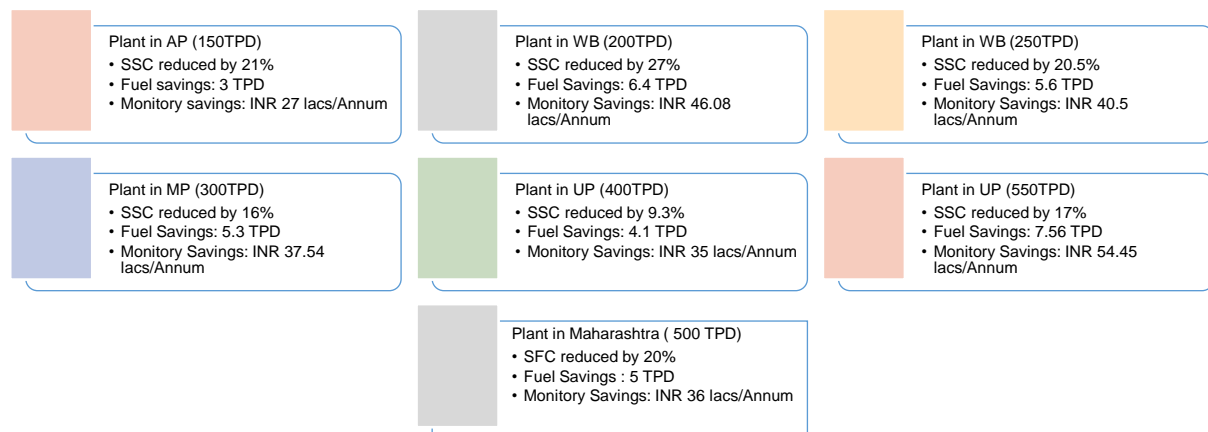 Plant in AP (150TPD)
• SSC reduced by 21%
• Fuel savings: 3 TPD
• Monitory savings: INR 27 lacs/Annum
Plant in WB (200TPD)
• SSC reduced by 27%
• Fuel Savings: 6.4 TPD
• Monitory Savings: INR 46.08
lacs/Annum
Plant in WB (250TPD)
• SSC reduced by 20.5%
• Fuel Savings: 5.6 TPD
• Monitory Savings: INR 40.5
lacs/Annum
Plant in MP (300TPD)
• SSC reduced by 16%
• Fuel Savings: 5.3 TPD
• Monitory Savings: INR 37.54
lacs/Annum
Plant in UP (400TPD)
• SSC reduced by 9.3%
• Fuel Savings: 4.1 TPD
• Monitory Savings: INR 35 lacs/Annum
Plant in UP (550TPD)
• SSC reduced by 17%
• Fuel Savings: 7.56 TPD
• Monitory Savings: INR 54.45
lacs/Annum
Plant in Maharashtra ( 500 TPD)
• SFC reduced by 20%
• Fuel Savings : 5 TPD
• Monitory Savings: INR 36 lacs/Annum